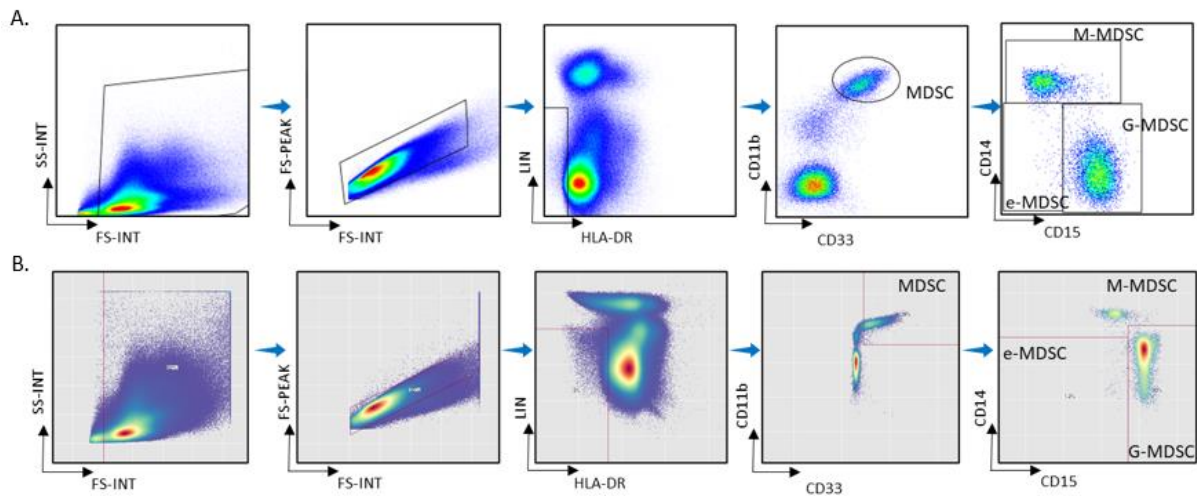 A.
SS-INT
FS-INT
FS-PEAK
FS-INT
LIN
HLA-DR
CD11b
MDSC
CD33
M-MDSC
G-MDSC
CD14
e-MDSC
CD15
B.
SS-INT
FS-INT
FS-PEAK
FS-INT
LIN
HLA-DR
MDSC
CD11b
CD33
M-MDSC
e-MDSC
CD14
G-MDSC
CD15